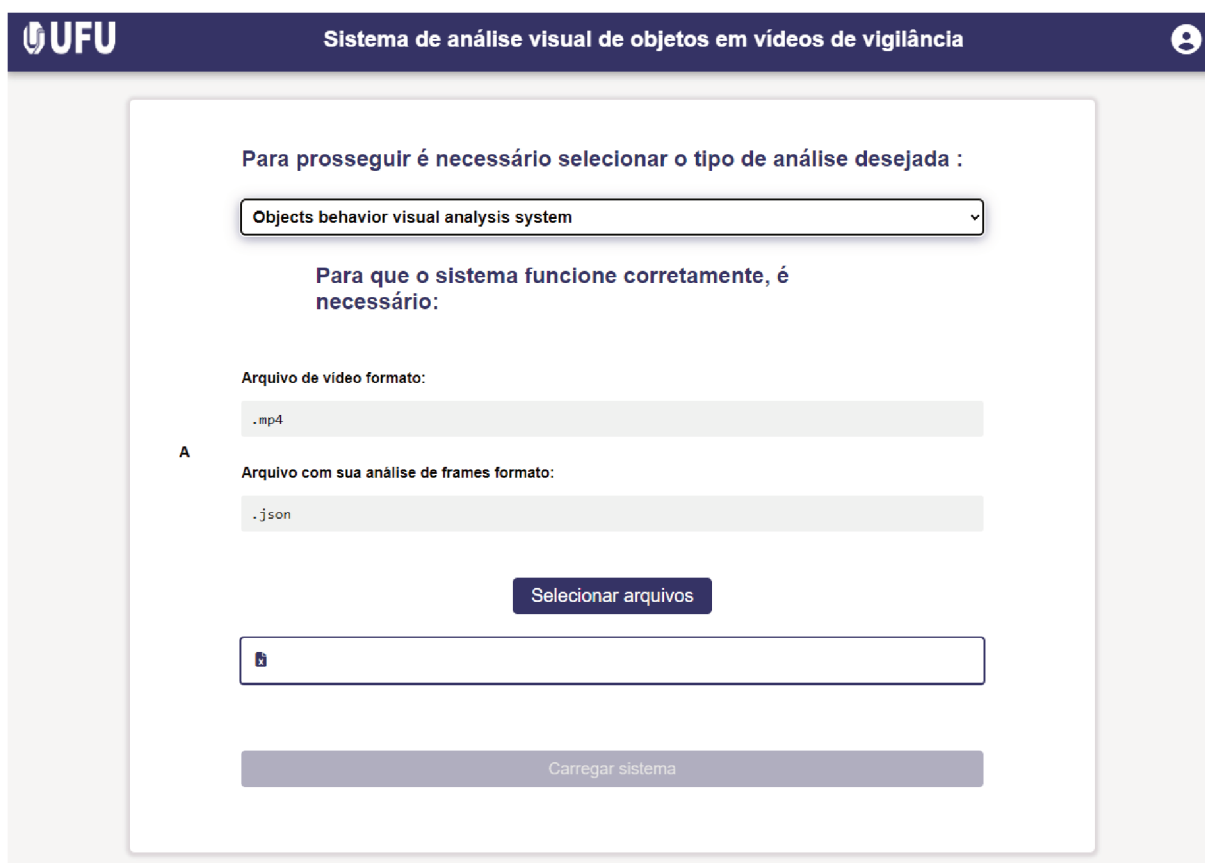 UFU
Sistema de análise visual de objetos em vídeos de vigilância
Para prosseguir é necessário selecionar o tipo de análise desejada :
Objects behavior visual analysis system
Para que o sistema funcione corretamente, é
necessário:
Arquivo de vídeo formato:
.mp4
A
Arquivo com sua análise de frames formato:
.json
Selecionar arquivos
Carregar sistema